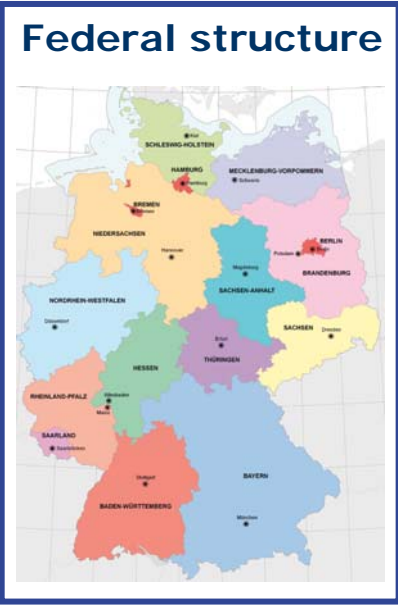 Federal structure
Kiel
SCHLESWIG-HOLSTEIN
HAMBURG
Hamburg
MECKLENBURG-VORPOMMERN
Schwerin
BREMEN
Bremen
NIEDERSACHSEN
Hannover
BERLIN
Berlin
Potsdam
BRANDENBURG
Magdeburg
SACHSEN-ANHALT
NORDRHEIN-WESTFALEN
Düsseldorf
SACHSEN
Dresden
Erfurt
THÜRINGEN
HESSEN
RHEINLAND-PFALZ
Wiesbaden
Mainz
SAARLAND
Saarbrücken
Stuttgart
BAYERN
BADEN-WÜRTTEMBERG
München